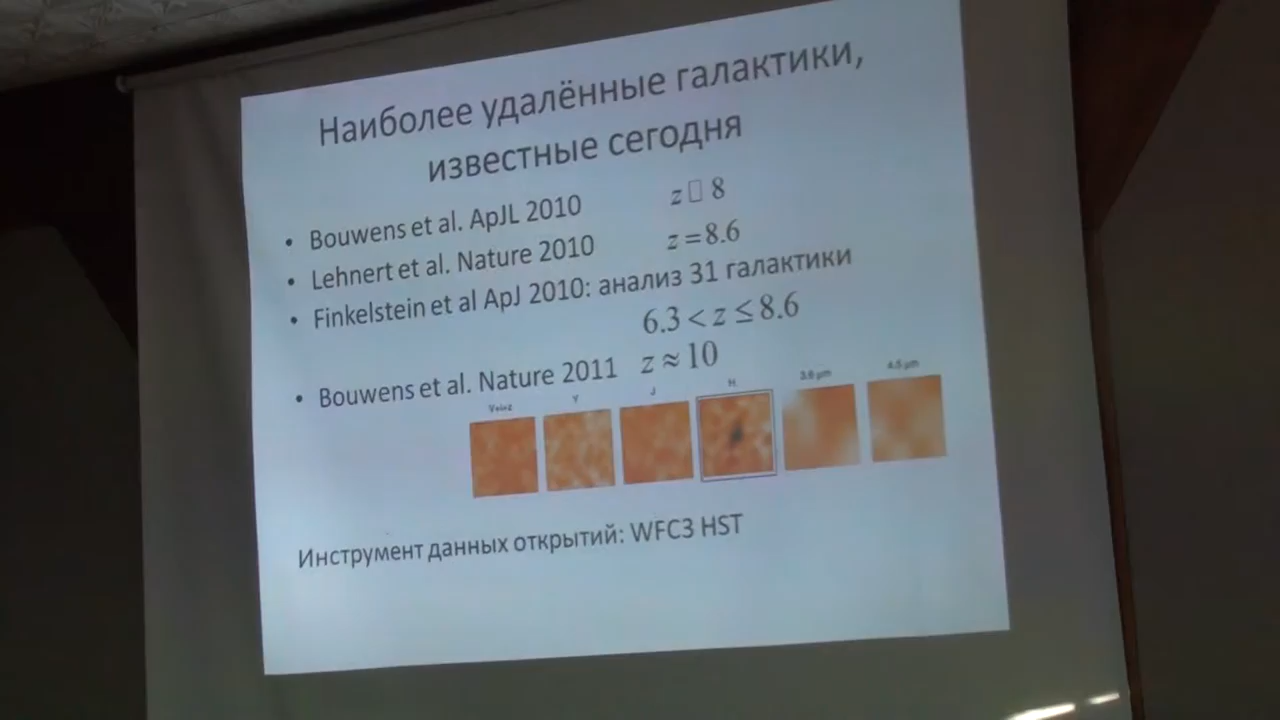 Наиболее удалённые галактики,
известные сегодня
• Bouwens et al. ApJL 2010 z □ 8
• Lehnert et al. Nature 2010 z = 8.6
• Finkelstein et al ApJ 2010: анализ 31 галактики
6.3 < z ≤ 8.6
• Bouwens et al. Nature 2011 z ≈ 10
Y J H 3.6 μm 4.5 μm
Инструмент данных открытий: WFC3 HST